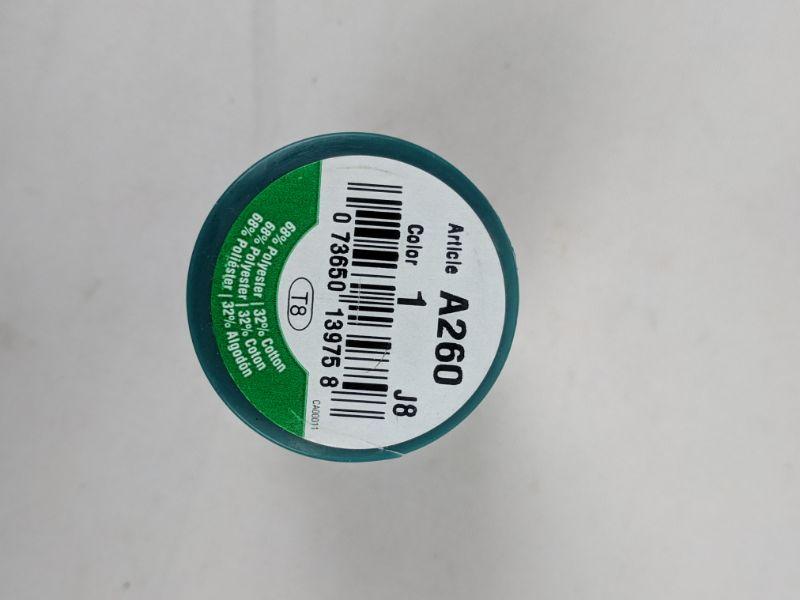 Article A260
Color 1 J8
0 73650 13975 8
CA00011
T8
68% Polyester | 32% Cotton
68% Polyester | 32% Coton
68% Poliéster | 32% Algodón